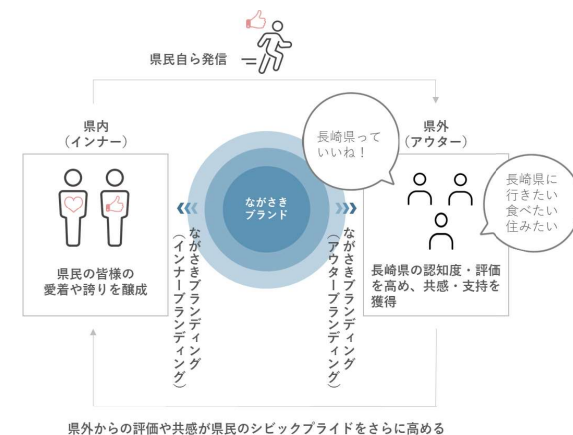 県民自ら発信
県内
（インナー）
県民の皆様の
愛着や誇りを醸成
ながさき
ブランド
ながさきブランディング
（インナーブランディング）
ながさきブランディング
（アウターブランディング）
長崎県って
いいね！
県外
（アウター）
長崎県に
行きたい
食べたい
住みたい
長崎県の認知度・評価
を高め、共感・支持を
獲得
県外からの評価や共感が県民のシビックプライドをさらに高める